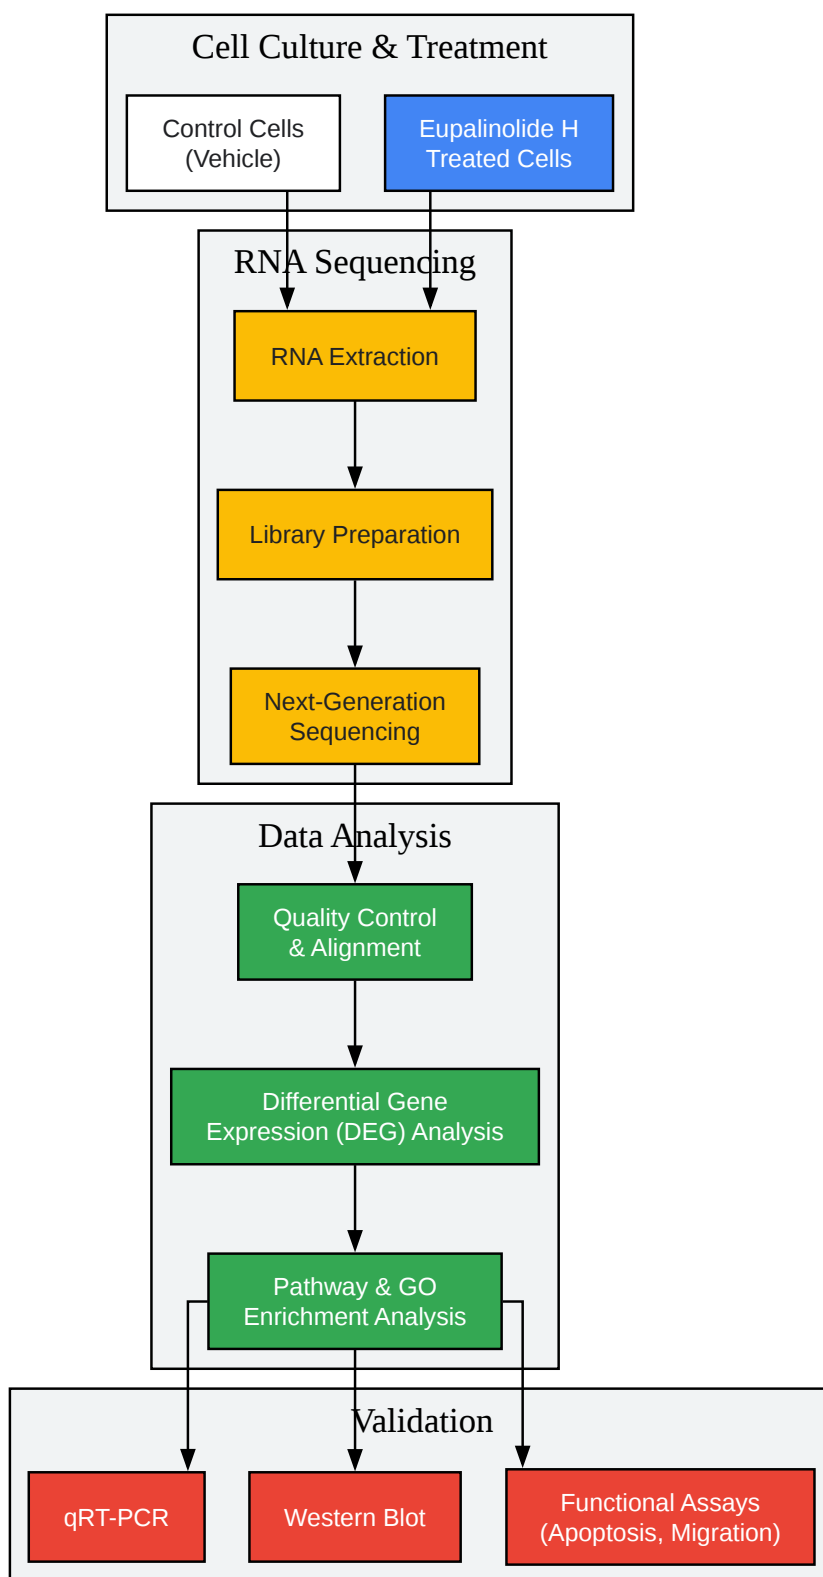 Cell Culture & Treatment
Control Cells
(Vehicle)
Eupalinolide H
Treated Cells
RNA Sequencing
RNA Extraction
Library Preparation
Next-Generation
Sequencing
Data Analysis
Quality Control
& Alignment
Differential Gene
Expression (DEG) Analysis
Pathway & GO
Enrichment Analysis
Validation
qRT-PCR
Western Blot
Functional Assays
(Apoptosis, Migration)